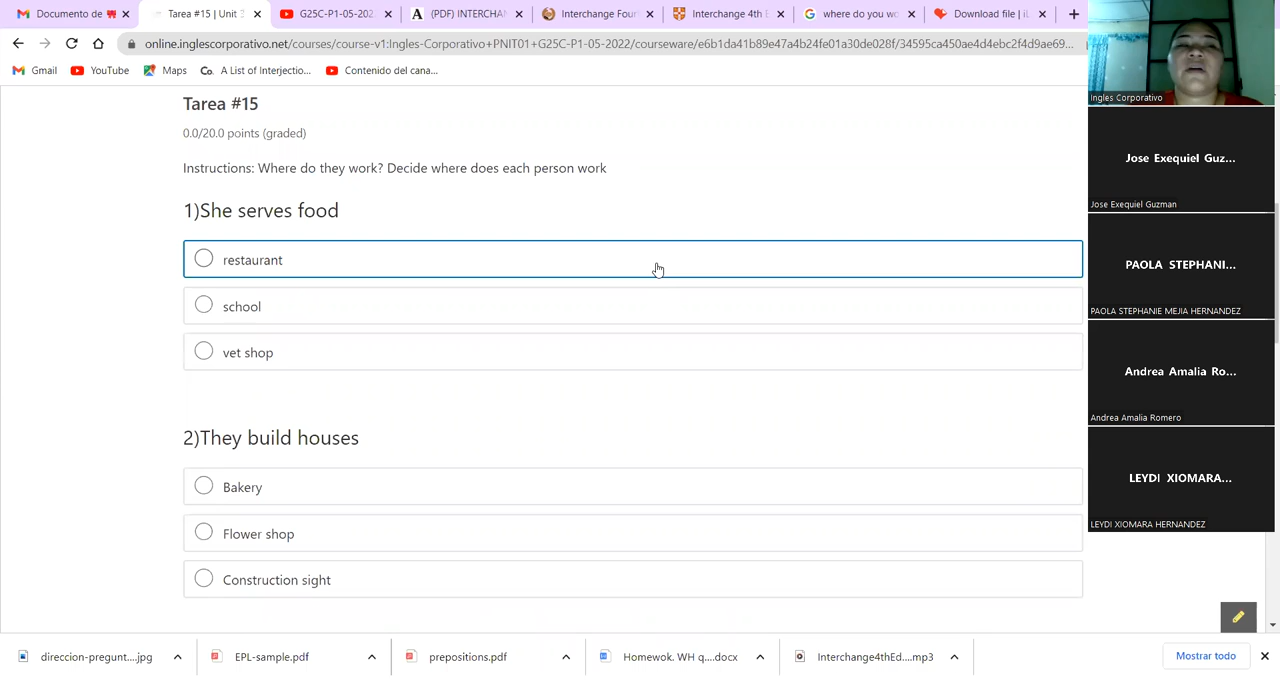 Documento de
Tarea #15 | Unit 3
G25C-P1-05-202
(PDF) INTERCHAN
Interchange Four
Interchange 4th E
where do you wo
Download file | iL
online.inglescorporativo.net/courses/course-v1:Ingles-Corporativo+PNIT01+G25C-P1-05-2022/courseware/e6b1da41b89e47a4b24fe01a30de028f/34595ca450ae4d4ebc2f4d9ae69...
Gmail
YouTube
Maps
A List of Interjectio...
Contenido del cana...
Tarea #15
0.0/20.0 points (graded)
Instructions: Where do they work? Decide where does each person work
1)She serves food
restaurant
school
vet shop
2)They build houses
Bakery
Flower shop
Construction sight
Ingles Corporativo
Jose Exequiel Guz...
Jose Exequiel Guzman
PAOLA STEPHANI...
PAOLA STEPHANIE MEJIA HERNANDEZ
Andrea Amalia Ro...
Andrea Amalia Romero
LEYDI XIOMARA...
LEYDI XIOMARA HERNANDEZ
direccion-pregunt....jpg
EPL-sample.pdf
prepositions.pdf
Homewok. WH q....docx
Interchange4thEd....mp3
Mostrar todo